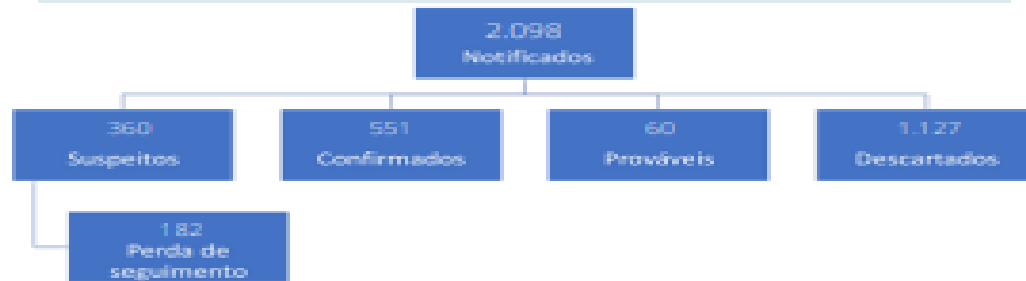 2.098
Notificados
360
Suspeitos
551
Confirmados
60
Prováveis
1.127
Descartados
182
Perda de
seguimento